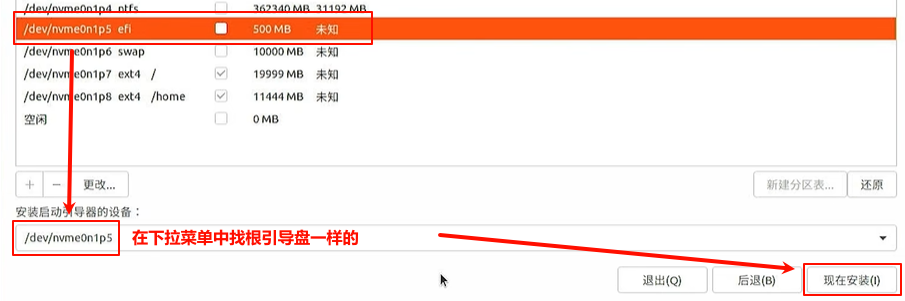 /dev/nvme0n1p4 ntfs 362340 MB 31192 MB
/dev/nvme0n1p5 efi 500 MB 未知
/dev/nvme0n1p6 swap 10000 MB 未知
/dev/nvme0n1p7 ext4 / 19999 MB 未知
/dev/nvme0n1p8 ext4 /home 11444 MB 未知
空闲 0 MB
+ − 更改... 新建分区表... 还原
安装启动引导器的设备：
/dev/nvme0n1p5 在下拉菜单中找根引导盘一样的
退出(Q) 后退(B) 现在安装(I)